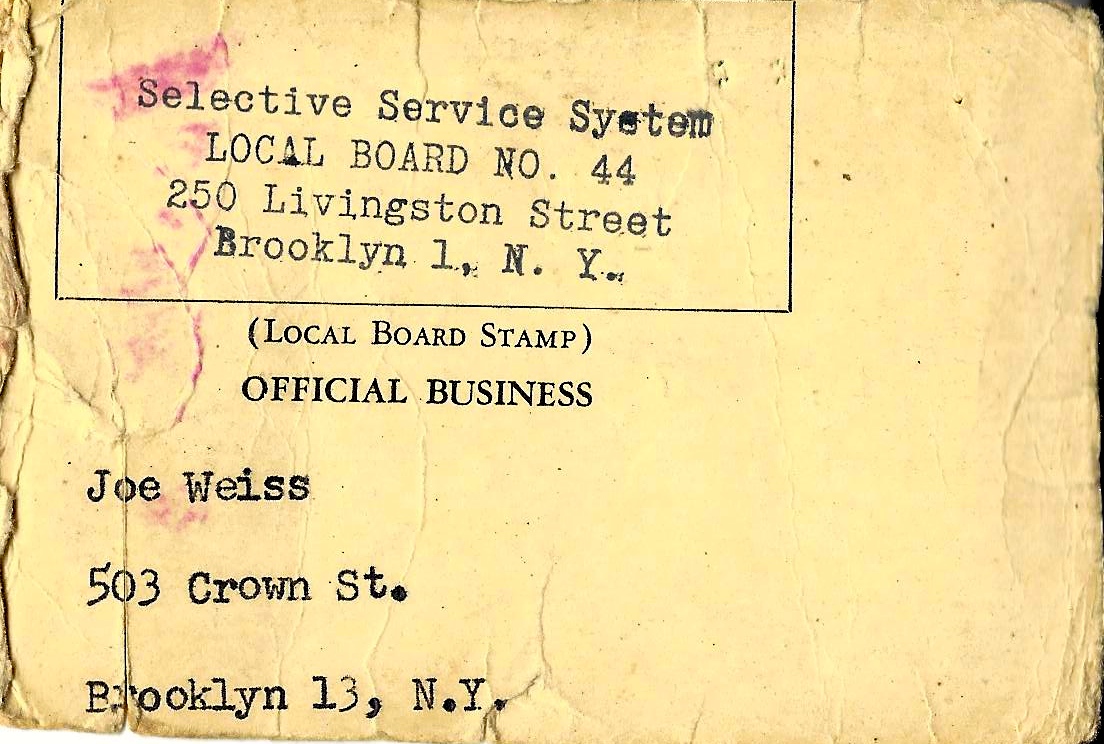 Selective Service System
LOCAL BOARD NO. 44
250 Livingston Street
Brooklyn 1, N. Y.
(LOCAL BOARD STAMP)
OFFICIAL BUSINESS
Joe Weiss
503 Crown St.
Brooklyn 13, N.Y.